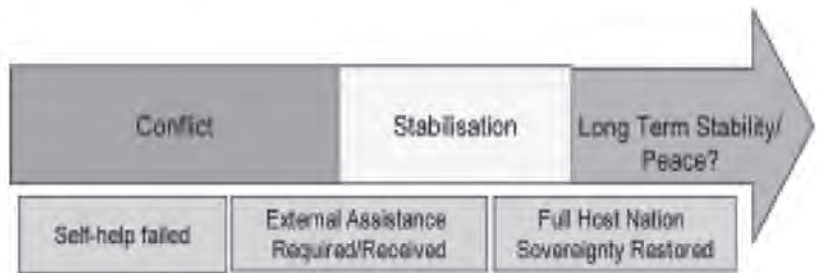 Conflict
Stabilisation
Long Term Stability/
Peace?
Self-help failed
External Assistance
Required/Received
Full Host Nation
Sovereignty Restored